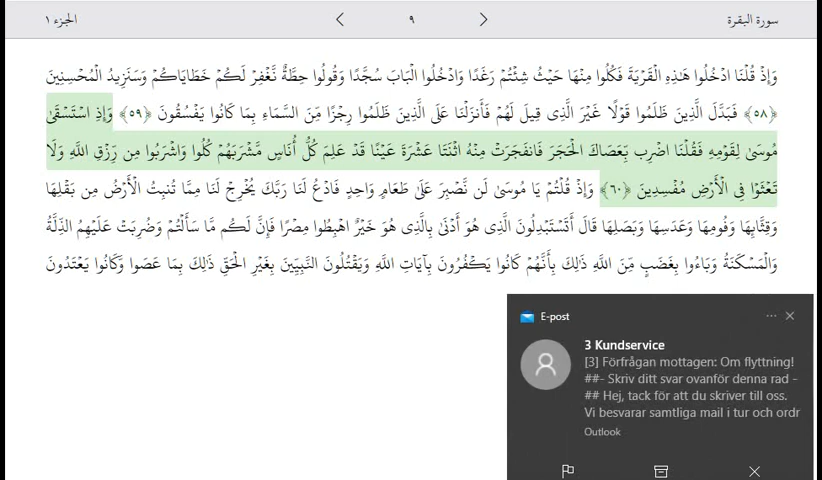 سورة البقرة
٩
الجزء ١
وَإِذْ قُلْنَا ادْخُلُوا هَٰذِهِ الْقَرْيَةَ فَكُلُوا مِنْهَا حَيْثُ شِئْتُمْ رَغَدًا وَادْخُلُوا الْبَابَ سُجَّدًا وَقُولُوا حِطَّةٌ نَّغْفِرْ لَكُمْ خَطَايَاكُمْ وَسَنَزِيدُ الْمُحْسِنِينَ
﴿٥٨﴾ فَبَدَّلَ الَّذِينَ ظَلَمُوا قَوْلًا غَيْرَ الَّذِي قِيلَ لَهُمْ فَأَنزَلْنَا عَلَى الَّذِينَ ظَلَمُوا رِجْزًا مِّنَ السَّمَاءِ بِمَا كَانُوا يَفْسُقُونَ ﴿٥٩﴾ وَإِذِ اسْتَسْقَىٰ
مُوسَىٰ لِقَوْمِهِ فَقُلْنَا اضْرِب بِّعَصَاكَ الْحَجَرَ فَانفَجَرَتْ مِنْهُ اثْنَتَا عَشْرَةَ عَيْنًا قَدْ عَلِمَ كُلُّ أُنَاسٍ مَّشْرَبَهُمْ كُلُوا وَاشْرَبُوا مِن رِّزْقِ اللَّهِ وَلَا
تَعْثَوْا فِي الْأَرْضِ مُفْسِدِينَ ﴿٦٠﴾ وَإِذْ قُلْتُمْ يَا مُوسَىٰ لَن نَّصْبِرَ عَلَىٰ طَعَامٍ وَاحِدٍ فَادْعُ لَنَا رَبَّكَ يُخْرِجْ لَنَا مِمَّا تُنبِتُ الْأَرْضُ مِن بَقْلِهَا
وَقِثَّائِهَا وَفُومِهَا وَعَدَسِهَا وَبَصَلِهَا قَالَ أَتَسْتَبْدِلُونَ الَّذِي هُوَ أَدْنَىٰ بِالَّذِي هُوَ خَيْرٌ اهْبِطُوا مِصْرًا فَإِنَّ لَكُم مَّا سَأَلْتُمْ وَضُرِبَتْ عَلَيْهِمُ الذِّلَّةُ
وَالْمَسْكَنَةُ وَبَاءُوا بِغَضَبٍ مِّنَ اللَّهِ ذَٰلِكَ بِأَنَّهُمْ كَانُوا يَكْفُرُونَ بِآيَاتِ اللَّهِ وَيَقْتُلُونَ النَّبِيِّينَ بِغَيْرِ الْحَقِّ ذَٰلِكَ بِمَا عَصَوا وَّكَانُوا يَعْتَدُونَ
E-post
3 Kundservice
[3] Förfrågan mottagen: Om flyttning!
##- Skriv ditt svar ovanför denna rad -
## Hej, tack för att du skriver till oss.
Vi besvarar samtliga mail i tur och ordr
Outlook